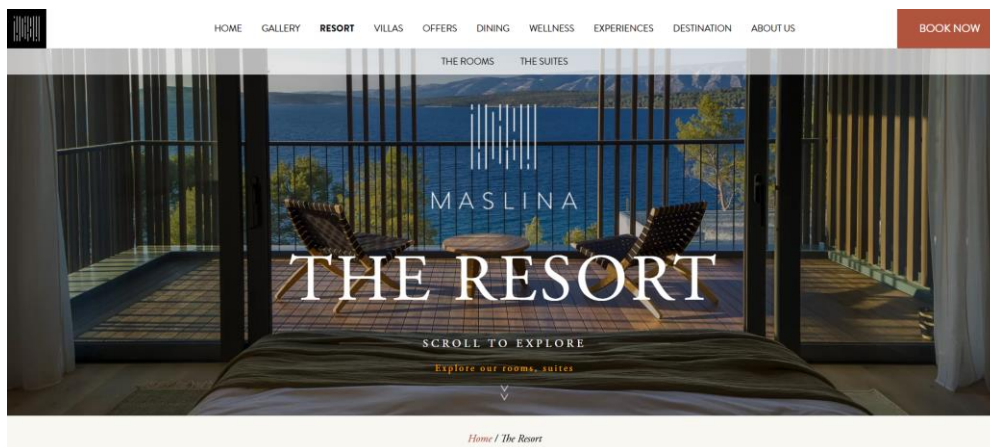 HOME GALLERY RESORT VILLAS OFFERS DINING WELLNESS EXPERIENCES DESTINATION ABOUT US BOOK NOW
THE ROOMS THE SUITES
MASLINA
THE RESORT
SCROLL TO EXPLORE
Explore our rooms, suites
Home / The Resort